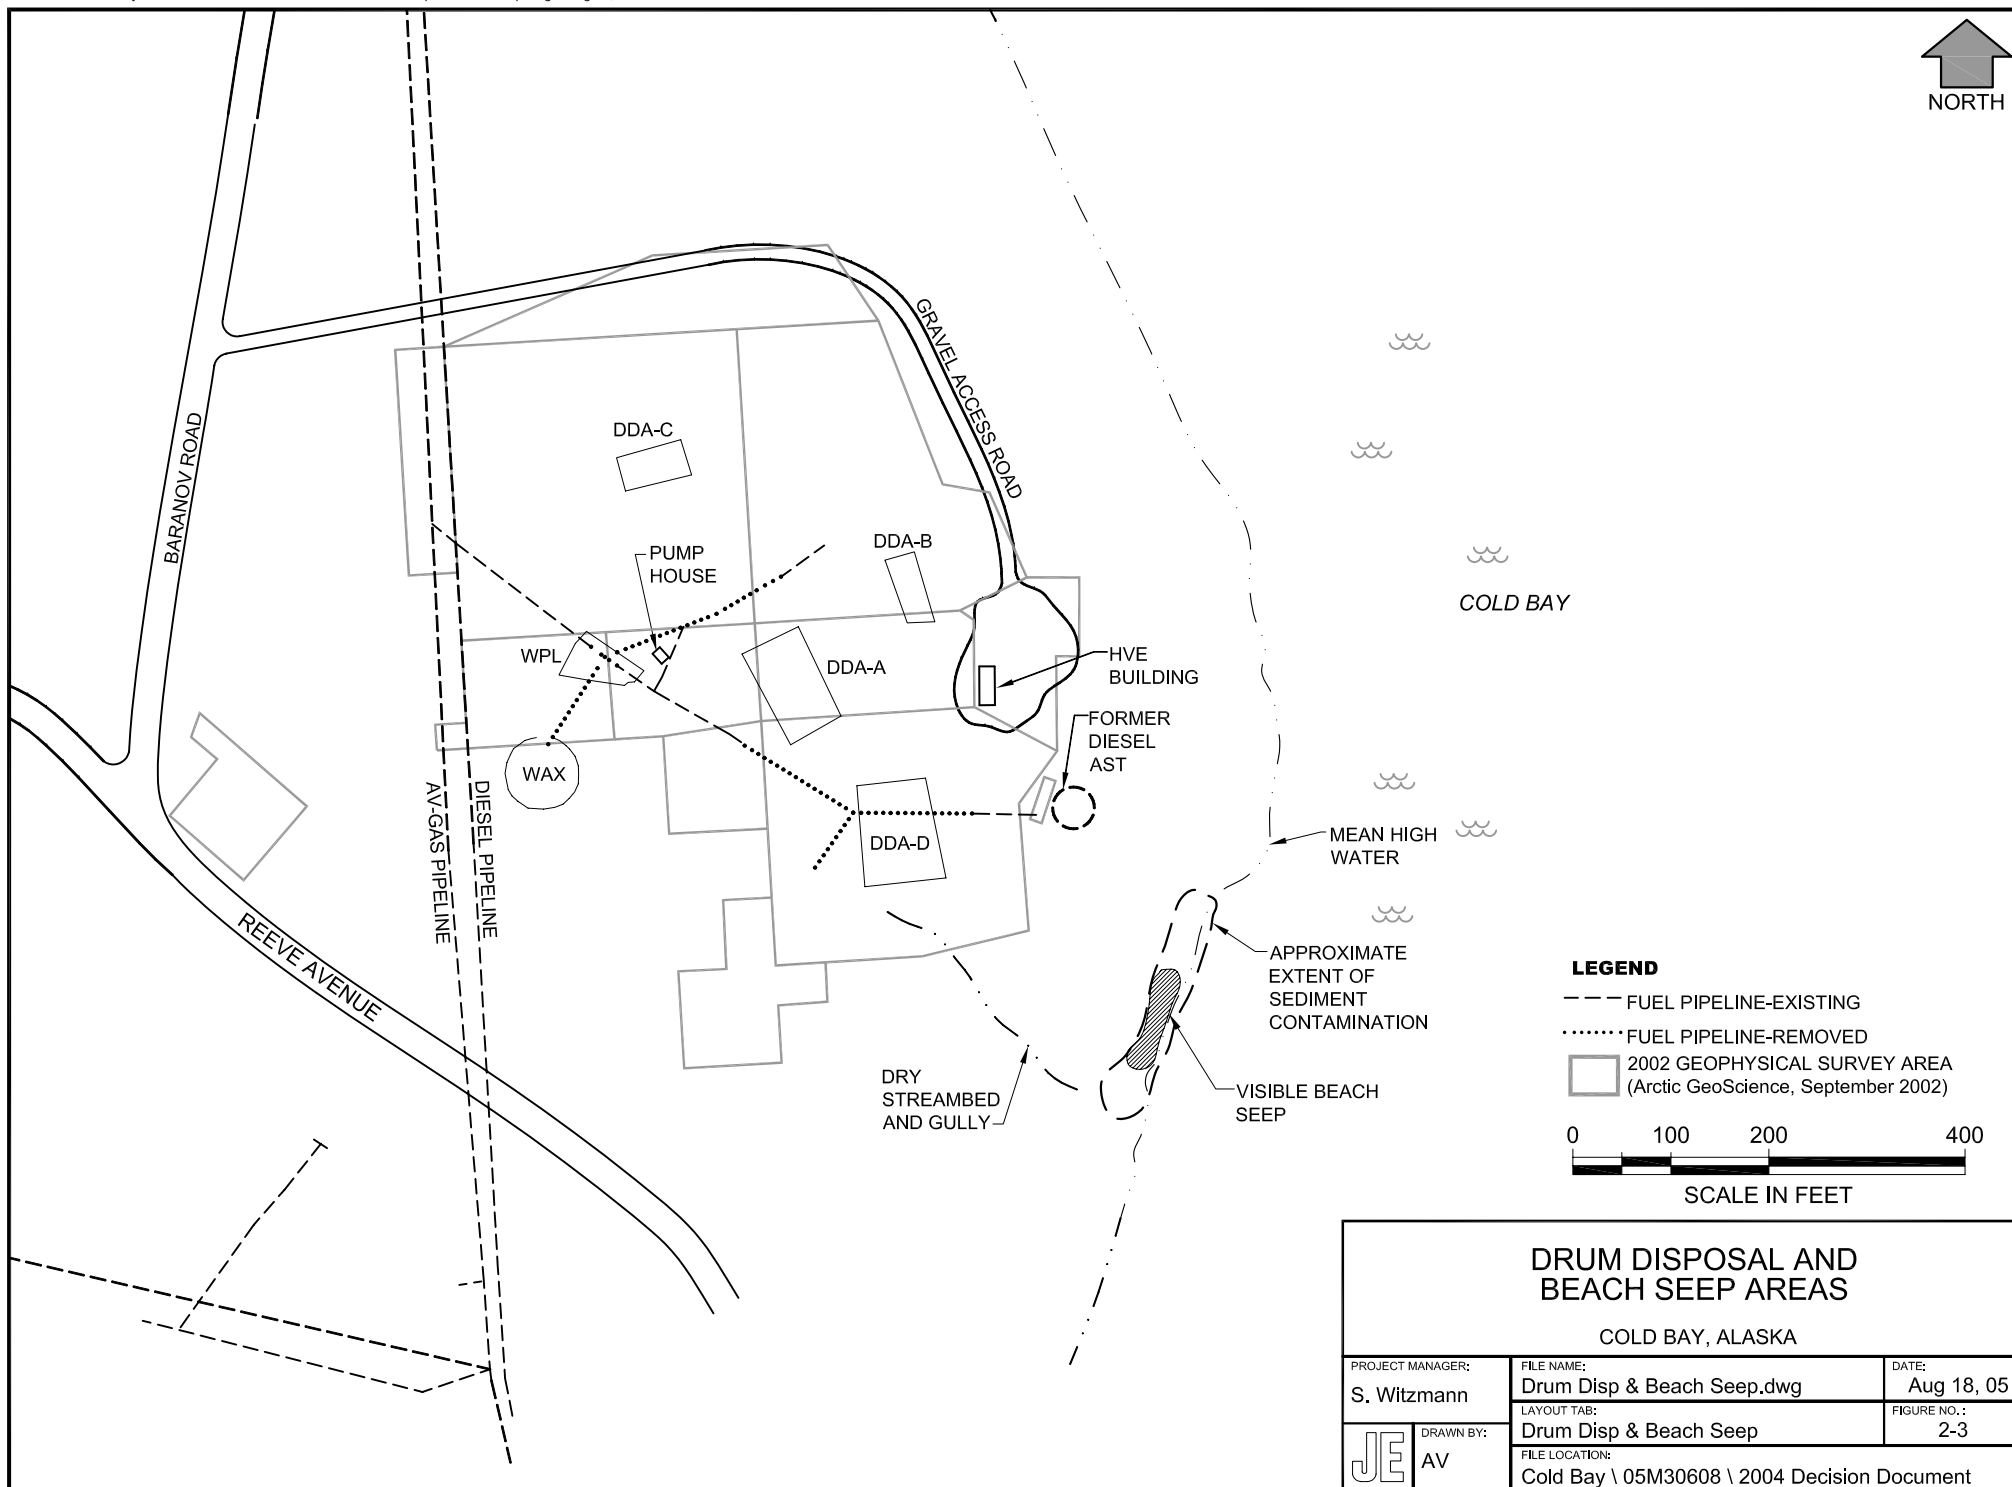 NORTH
GRAVEL ACCESS ROAD
BARANOV ROAD
DDA-C
PUMP
HOUSE
DDA-B
COLD BAY
WPL
DDA-A
HVE
BUILDING
FORMER
DIESEL
AST
WAX
DIESEL PIPELINE
AV-GAS PIPELINE
DDA-D
MEAN HIGH
WATER
REEVE AVENUE
APPROXIMATE
EXTENT OF
SEDIMENT
CONTAMINATION
DRY
STREAMBED
AND GULLY
VISIBLE BEACH
SEEP
LEGEND
FUEL PIPELINE-EXISTING
FUEL PIPELINE-REMOVED
2002 GEOPHYSICAL SURVEY AREA
(Arctic GeoScience, September 2002)
0 100 200 400
SCALE IN FEET
DRUM DISPOSAL AND
BEACH SEEP AREAS
COLD BAY, ALASKA
PROJECT MANAGER:
S. Witzmann
FILE NAME:
Drum Disp & Beach Seep.dwg
DATE:
Aug 18, 05
LAYOUT TAB:
Drum Disp & Beach Seep
FIGURE NO.:
2-3
JE
DRAWN BY:
AV
FILE LOCATION:
Cold Bay \ 05M30608 \ 2004 Decision Document